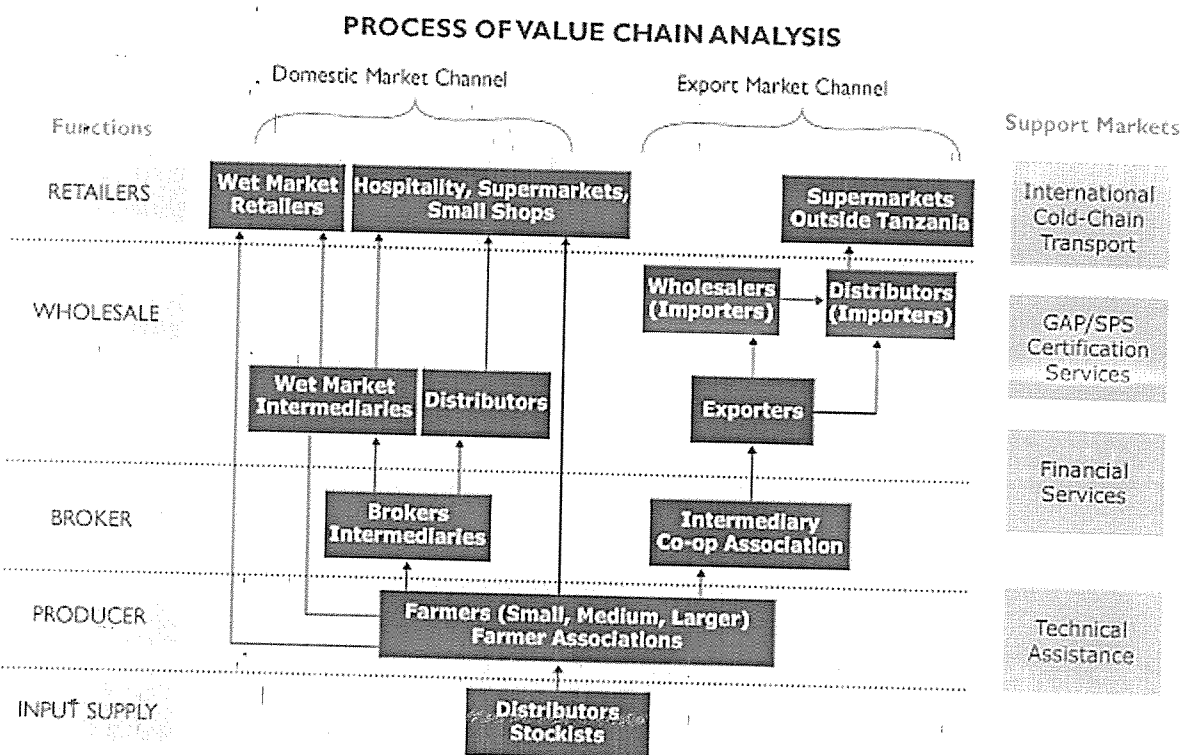 PROCESS OF VALUE CHAIN ANALYSIS
Domestic Market Channel
Export Market Channel
Functions
Support Markets
RETAILERS
Wet Market
Retailers
Hospitality, Supermarkets,
Small Shops
Supermarkets
Outside Tanzania
International
Cold-Chain
Transport
WHOLESALE
Wholesalers
(Importers)
Distributors
(Importers)
GAP/SPS
Certification
Services
Wet Market
Intermediaries
Distributors
Exporters
BROKER
Brokers
Intermediaries
Intermediary
Co-op Association
Financial
Services
PRODUCER
Farmers (Small, Medium, Larger)
Farmer Associations
Technical
Assistance
INPUT SUPPLY
Distributors
Stockists